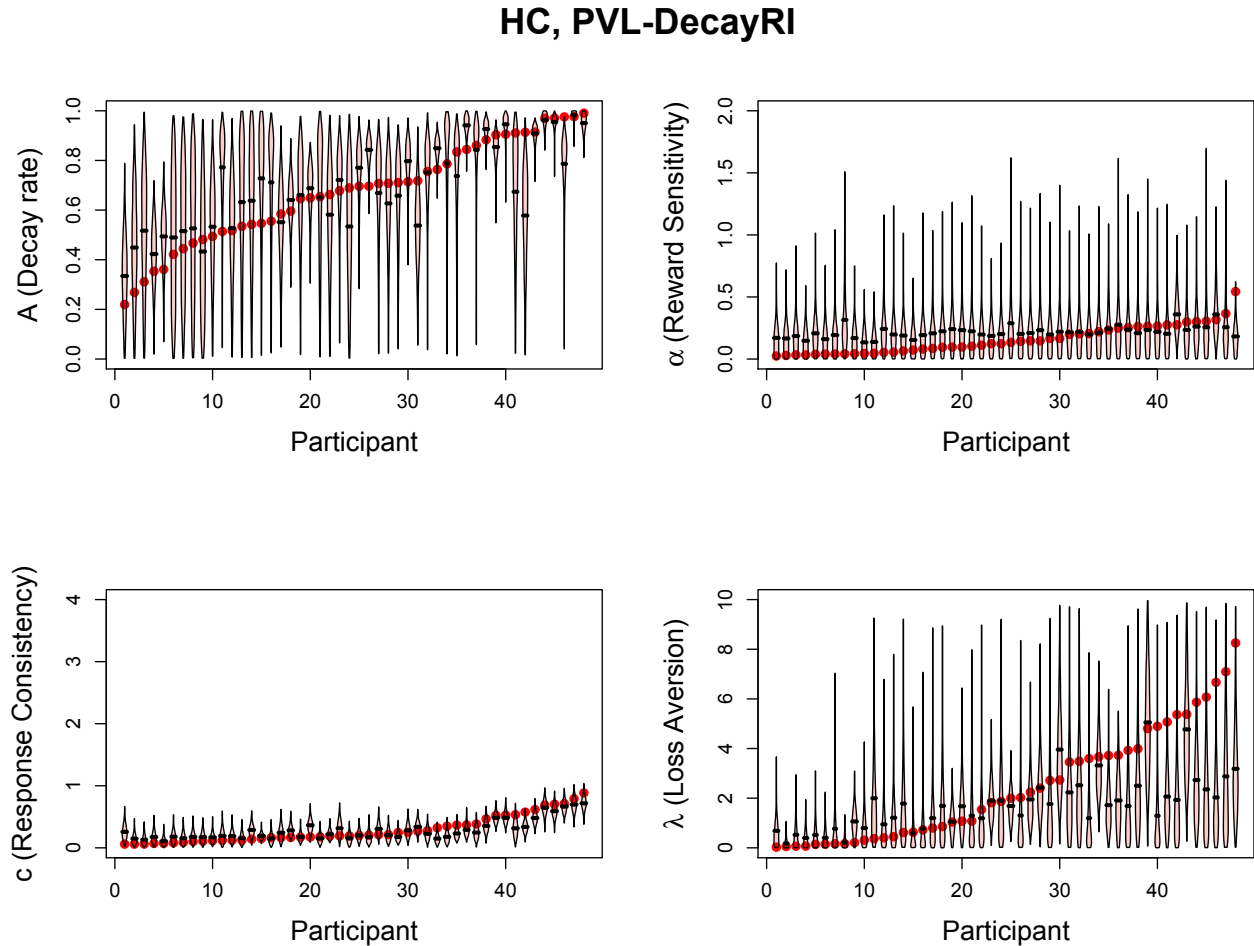 HC, PVL-DecayRI
A (Decay rate)
0.0 0.2 0.4 0.6 0.8 1.0
0 10 20 30 40
Participant
α (Reward Sensitivity)
0.0 0.5 1.0 1.5 2.0
0 10 20 30 40
Participant
c (Response Consistency)
0 1 2 3 4
0 10 20 30 40
Participant
λ (Loss Aversion)
0 2 4 6 8 10
0 10 20 30 40
Participant